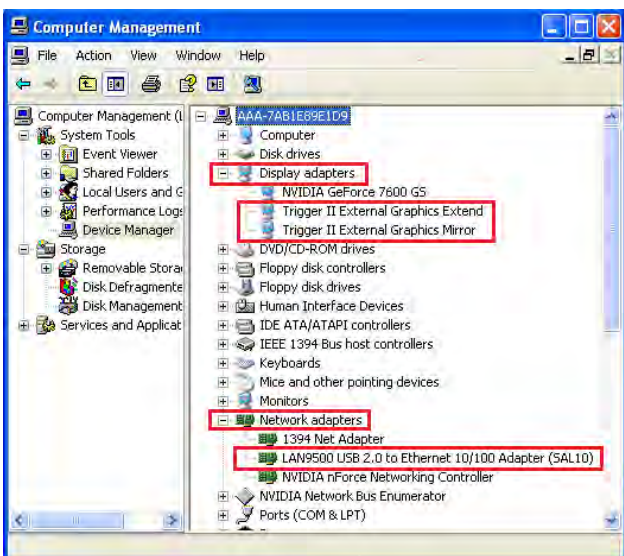 Computer Management
File Action View Window Help
Computer Management (L
System Tools
Event Viewer
Shared Folders
Local Users and G
Performance Logs
Device Manager
Storage
Removable Storag
Disk Defragmente
Disk Management
Services and Applicat
AAA-7AB1E89E1D9
Computer
Disk drives
Display adapters
NVIDIA GeForce 7600 GS
Trigger II External Graphics Extend
Trigger II External Graphics Mirror
DVD/CD-ROM drives
Floppy disk controllers
Floppy disk drives
Human Interface Devices
IDE ATA/ATAPI controllers
IEEE 1394 Bus host controllers
Keyboards
Mice and other pointing devices
Monitors
Network adapters
1394 Net Adapter
LAN9500 USB 2.0 to Ethernet 10/100 Adapter (SAL10)
NVIDIA nForce Networking Controller
NVIDIA Network Bus Enumerator
Ports (COM & LPT)